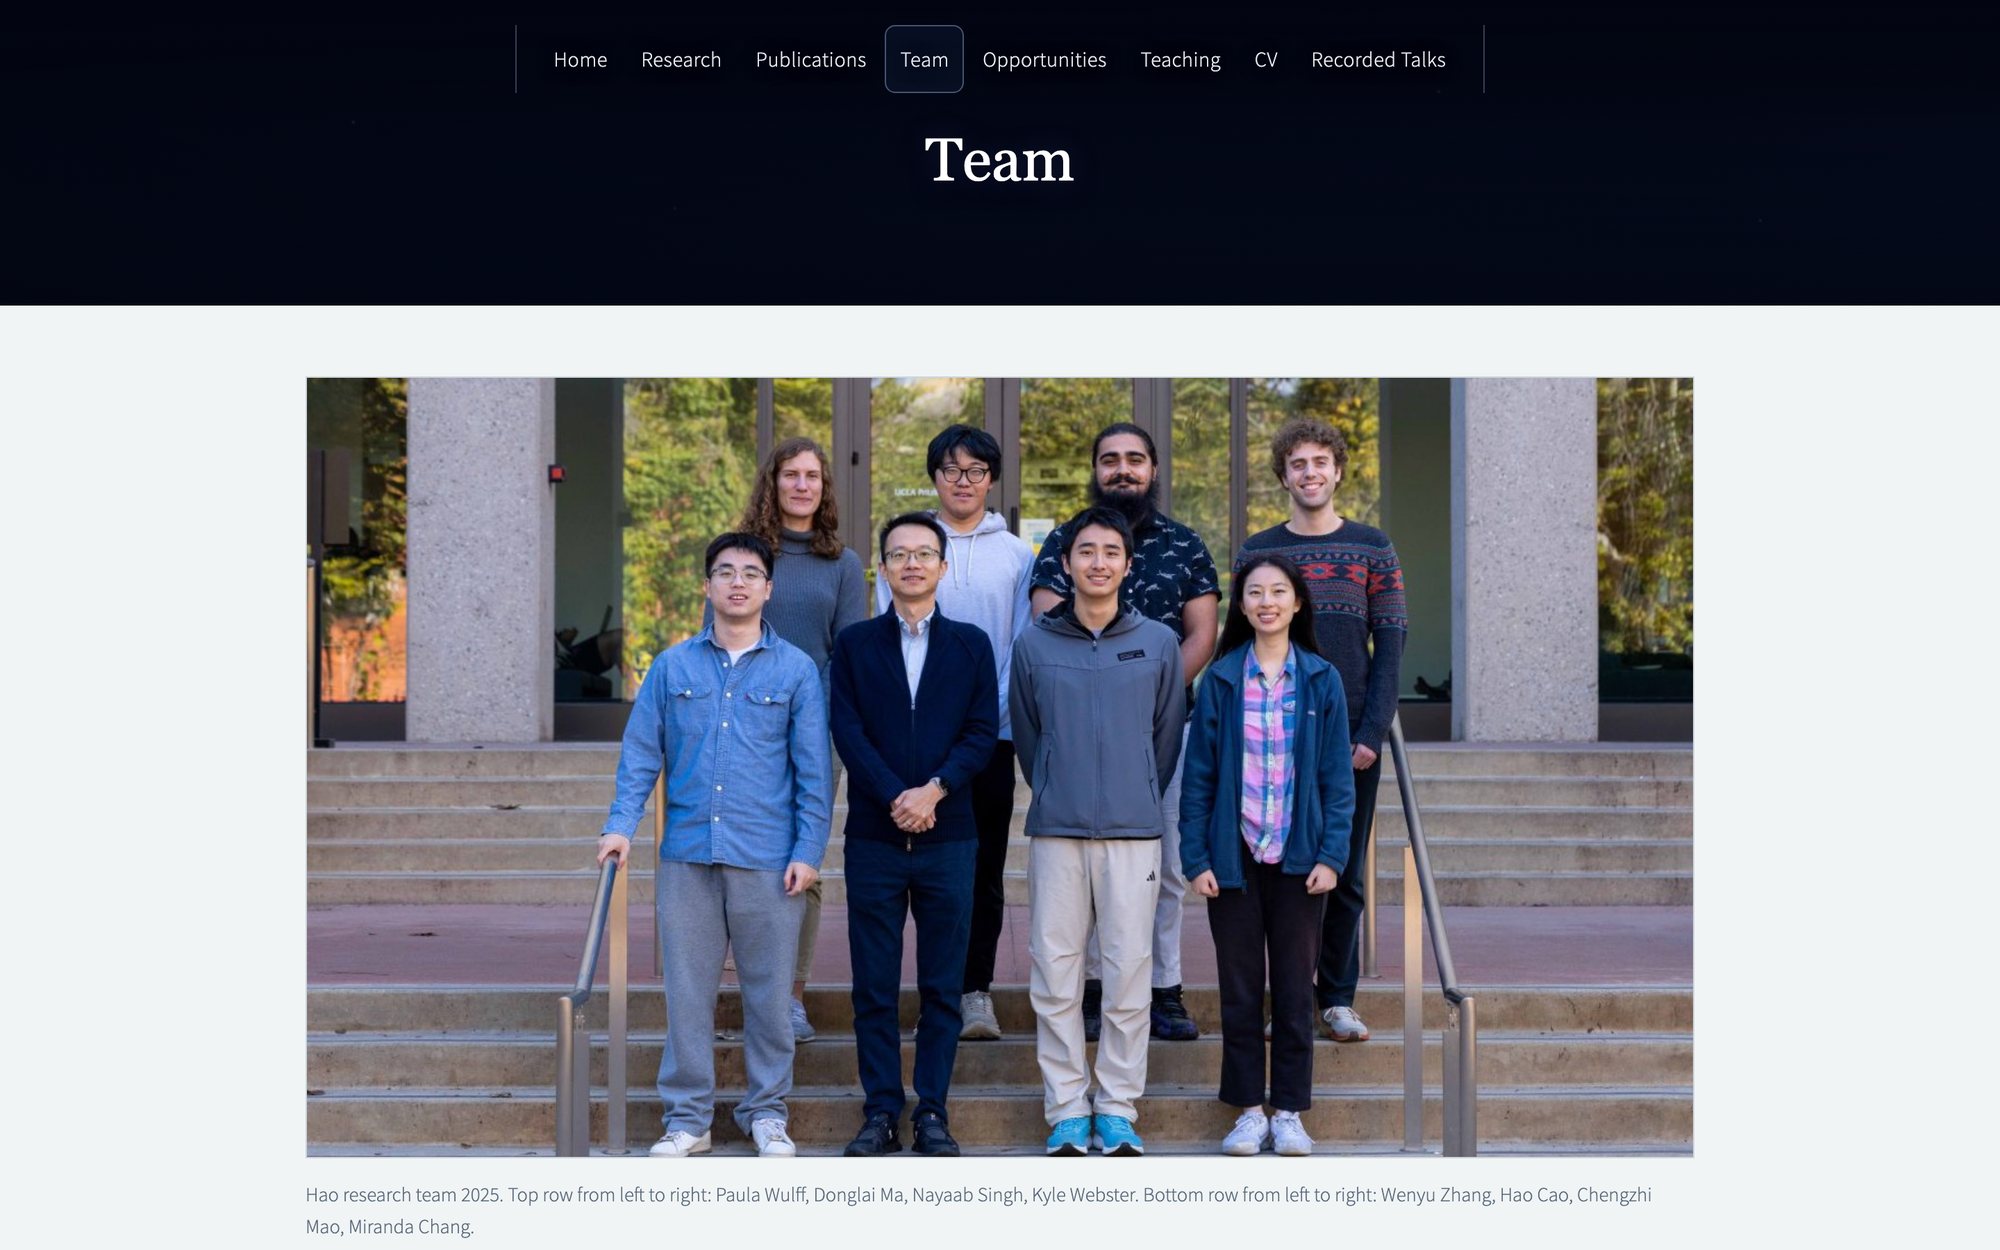 Home Research Publications Team Opportunities Teaching CV Recorded Talks
Team
Hao research team 2025. Top row from left to right: Paula Wulff, Donglai Ma, Nayaab Singh, Kyle Webster. Bottom row from left to right: Wenyu Zhang, Hao Cao, Chengzhi
Mao, Miranda Chang.